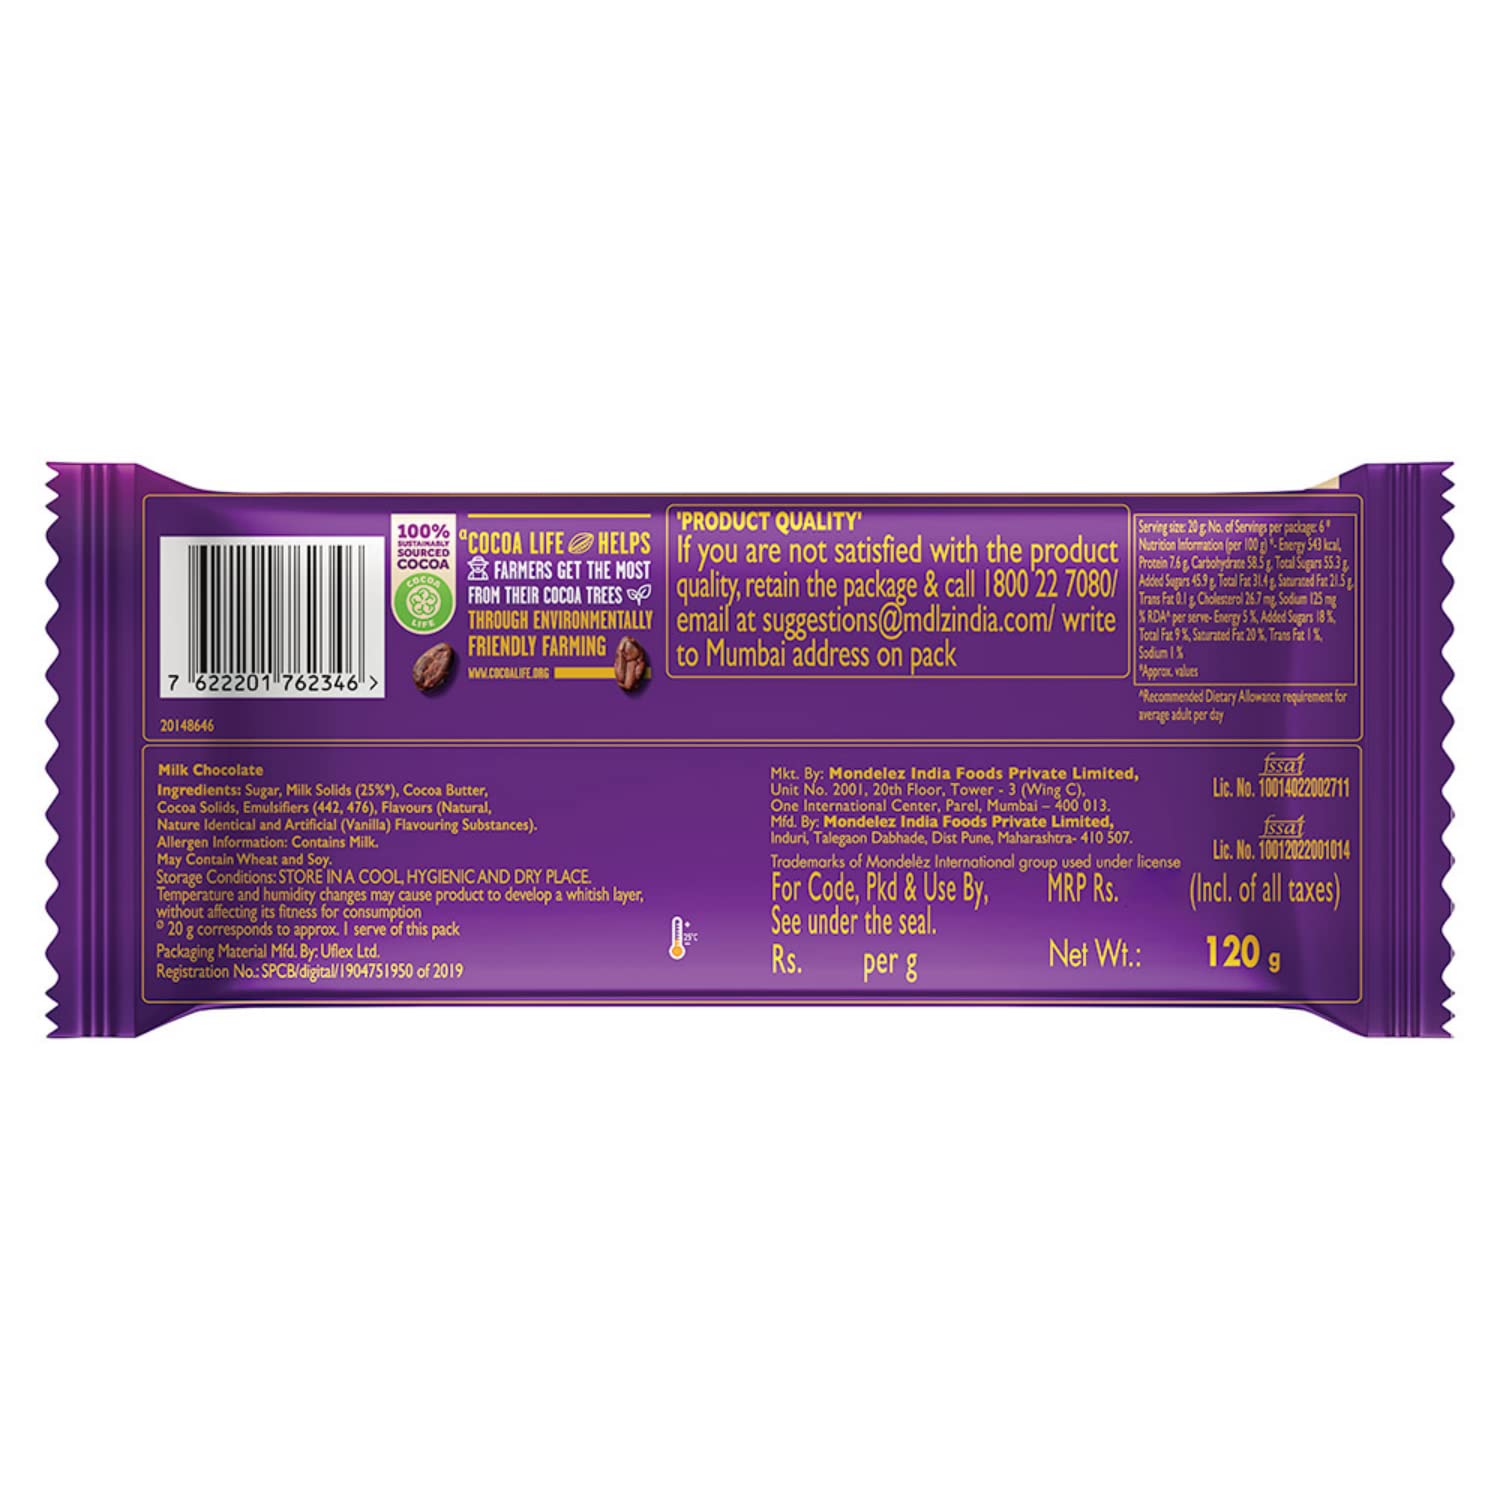 7 622201 762346 >
20148646
100%
SUSTAINABLY
SOURCED
COCOA
COCOA
LIFE
"COCOA LIFE HELPS
FARMERS GET THE MOST
FROM THEIR COCOA TREES
THROUGH ENVIRONMENTALLY
FRIENDLY FARMING
WWW.COCOALIFE.ORG
'PRODUCT QUALITY'
If you are not satisfied with the product
quality, retain the package & call 1800 22 7080/
email at suggestions@mdlzindia.com/ write
to Mumbai address on pack
Serving size: 20 g; No. of Servings per package: 6 #
Nutrition Information (per 100 g) *- Energy 543 kcal,
Protein 7.6 g, Carbohydrate 58.5 g, Total Sugars 55.3 g,
Added Sugars 45.9 g, Total Fat 31.4 g, Saturated Fat 21.5 g,
Trans Fat 0.1 g, Cholesterol 26.7 mg, Sodium 125 mg
% RDA^ per serve- Energy 5 %, Added Sugars 18 %,
Total Fat 9 %, Saturated Fat 20 %, Trans Fat 1 %,
Sodium 1 %
*Approx. values
^Recommended Dietary Allowance requirement for
average adult per day
Milk Chocolate
Ingredients: Sugar, Milk Solids (25%*), Cocoa Butter,
Cocoa Solids, Emulsifiers (442, 476), Flavours (Natural,
Nature Identical and Artificial (Vanilla) Flavouring Substances).
Allergen Information: Contains Milk.
May Contain Wheat and Soy.
Storage Conditions: STORE IN A COOL, HYGIENIC AND DRY PLACE.
Temperature and humidity changes may cause product to develop a whitish layer,
without affecting its fitness for consumption
Ø 20 g corresponds to approx. 1 serve of this pack
Packaging Material Mfd. By: Uflex Ltd.
Registration No.: SPCB/digital/1904751950 of 2019
25°C
Mkt. By: Mondelez India Foods Private Limited,
Unit No. 2001, 20th Floor, Tower - 3 (Wing C),
One International Center, Parel, Mumbai – 400 013.
Mfd. By: Mondelez India Foods Private Limited,
Induri, Talegaon Dabhade, Dist Pune, Maharashtra- 410 507.
Trademarks of Mondelēz International group used under license
For Code, Pkd & Use By,
See under the seal.
MRP Rs. (Incl. of all taxes)
Rs. per g
Net Wt.: 120 g
fssai
Lic. No. 10014022002711
fssai
Lic. No. 10012022001014